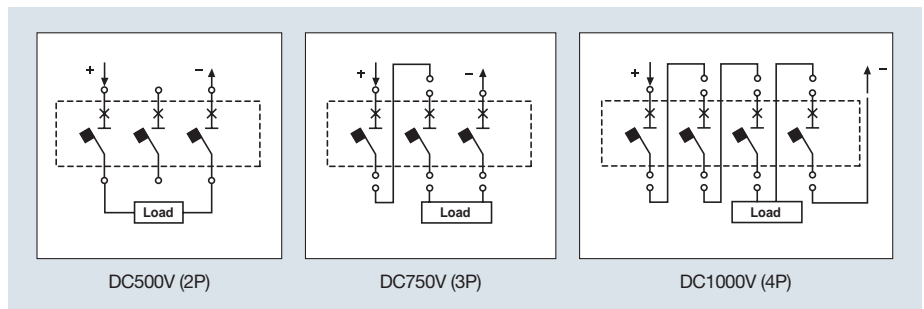 + −
Load
DC500V (2P)
+ −
Load
DC750V (3P)
+ −
Load
DC1000V (4P)